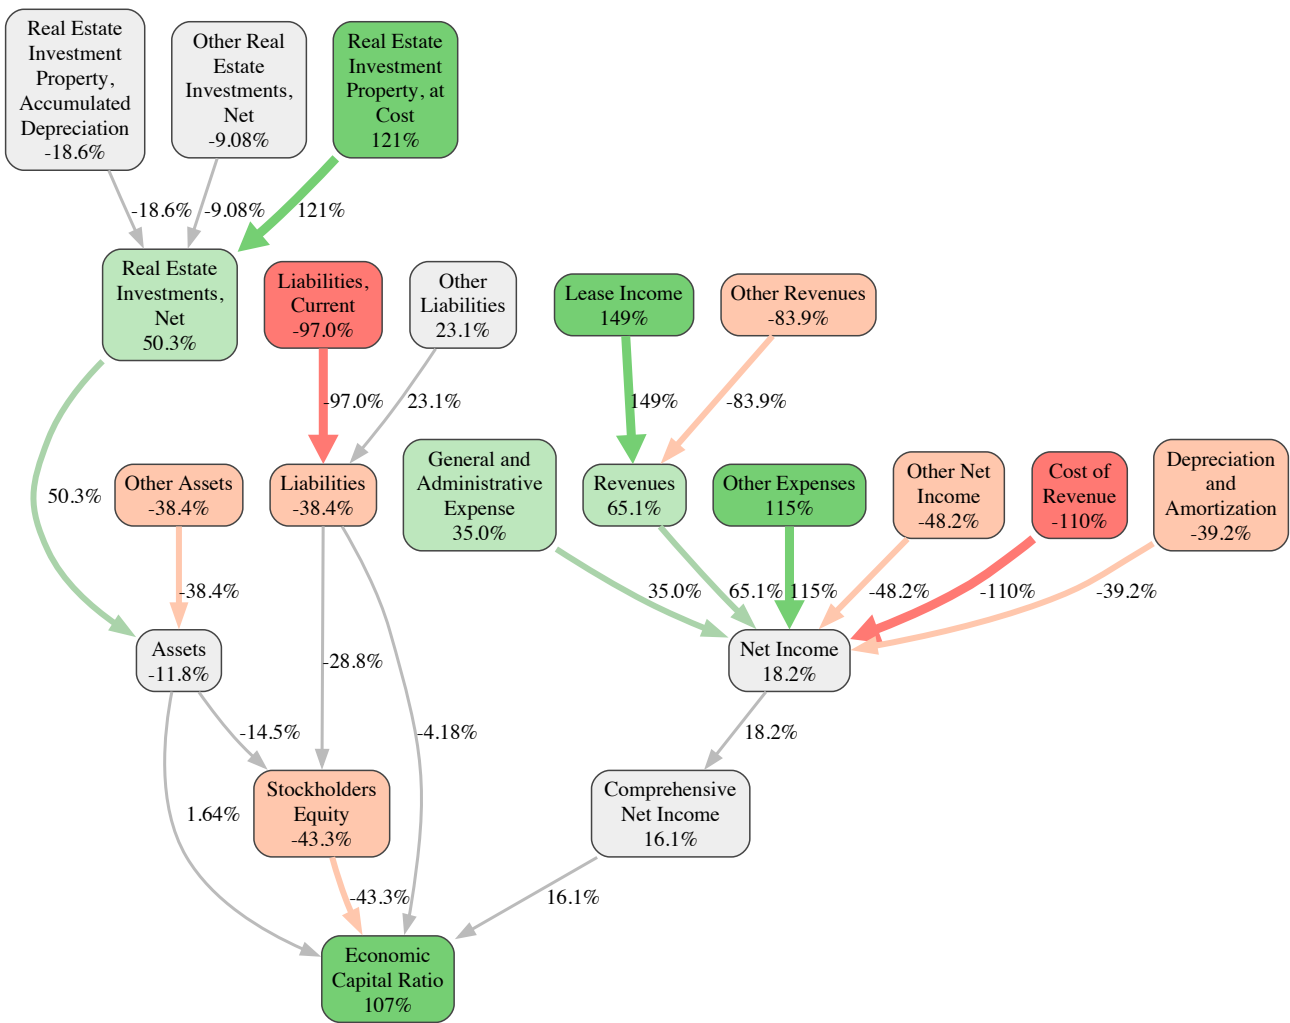 Real Estate
Investment
Property,
Accumulated
Depreciation
-18.6%
Other Real
Estate
Investments,
Net
-9.08%
Real Estate
Investment
Property, at
Cost
121%
-18.6%
-9.08%
121%
Real Estate
Investments,
Net
50.3%
Liabilities,
Current
-97.0%
Other
Liabilities
23.1%
Lease Income
149%
Other Revenues
-83.9%
-97.0%
23.1%
149%
-83.9%
50.3%
Other Assets
-38.4%
Liabilities
-38.4%
General and
Administrative
Expense
35.0%
Revenues
65.1%
Other Expenses
115%
Other Net
Income
-48.2%
Cost of
Revenue
-110%
Depreciation
and
Amortization
-39.2%
-38.4%
35.0%
65.1%
115%
-48.2%
-110%
-39.2%
Assets
-11.8%
-28.8%
Net Income
18.2%
-14.5%
-4.18%
18.2%
1.64%
Stockholders
Equity
-43.3%
Comprehensive
Net Income
16.1%
-43.3%
16.1%
Economic
Capital Ratio
107%